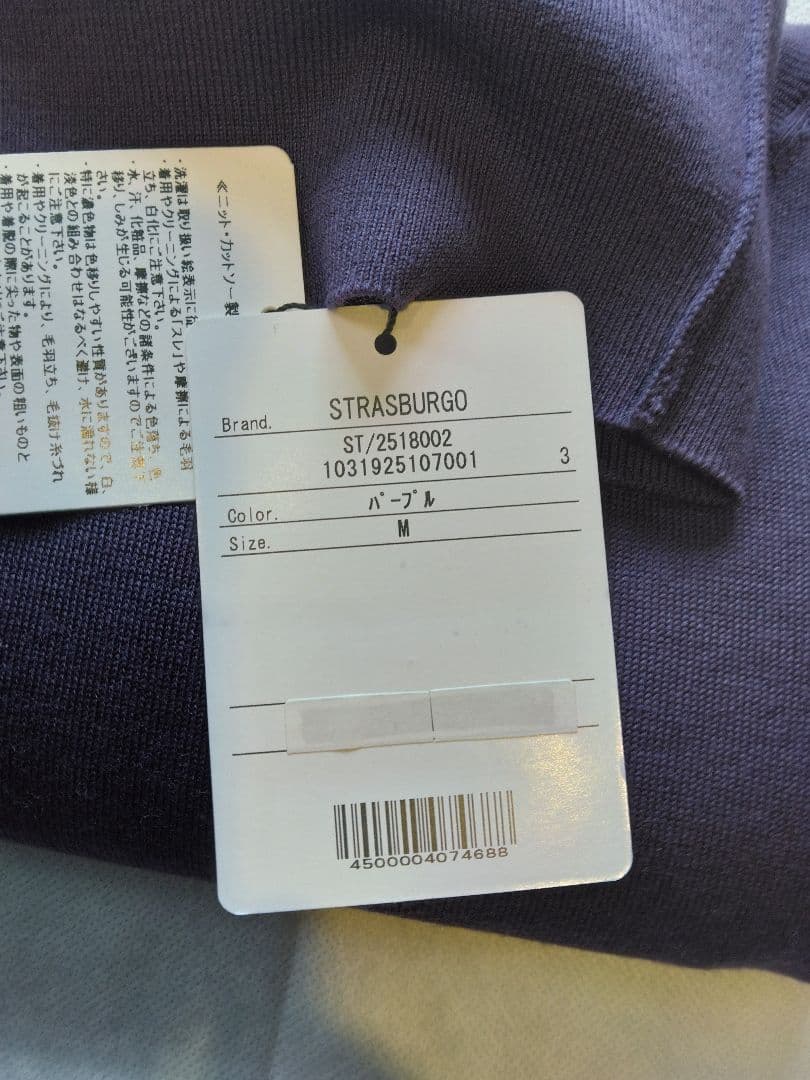 ≪ニット・カットソー製
・洗濯は取り扱い絵表示に
・着用やクリーニングによる「スレ」や摩擦による毛羽
立ち、白化にご注意下さい。
・水、汗、化粧品、摩擦などの諸条件による色落ち、色
移り、しみが生じる可能性がございますのでご注意下
さい。
・特に濃色物は色移りしやすい性質がありますので、白、
淡色との組み合わせはなるべく避け、水に濡れない様
にご注意下さい。
・着用やクリーニングにより、毛羽立ち、毛抜け糸づれ
が起こることがあります。
・着用や着脱の際に尖った物や表面の粗いものと
Brand. STRASBURGO
ST/2518002
1031925107001 3
Color. パープル
Size. M
4500004074688